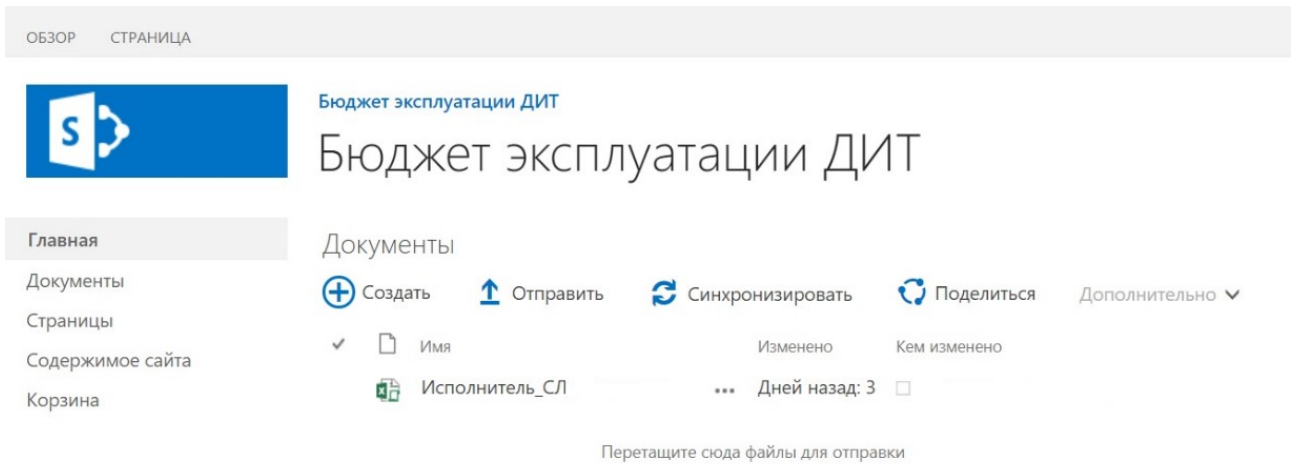 ОБЗОР СТРАНИЦА
S
Бюджет эксплуатации ДИТ
Бюджет эксплуатации ДИТ
Главная
Документы
Страницы
Содержимое сайта
Корзина
Документы
Создать Отправить Синхронизировать Поделиться Дополнительно
Имя Изменено Кем изменено
Исполнитель_СЛ ... Дней назад: 3
Перетащите сюда файлы для отправки